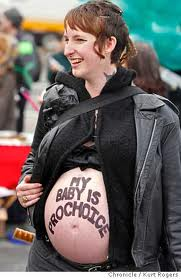 MY
BABY IS
PROCHOICE
Chronicle / Kurt Rogers